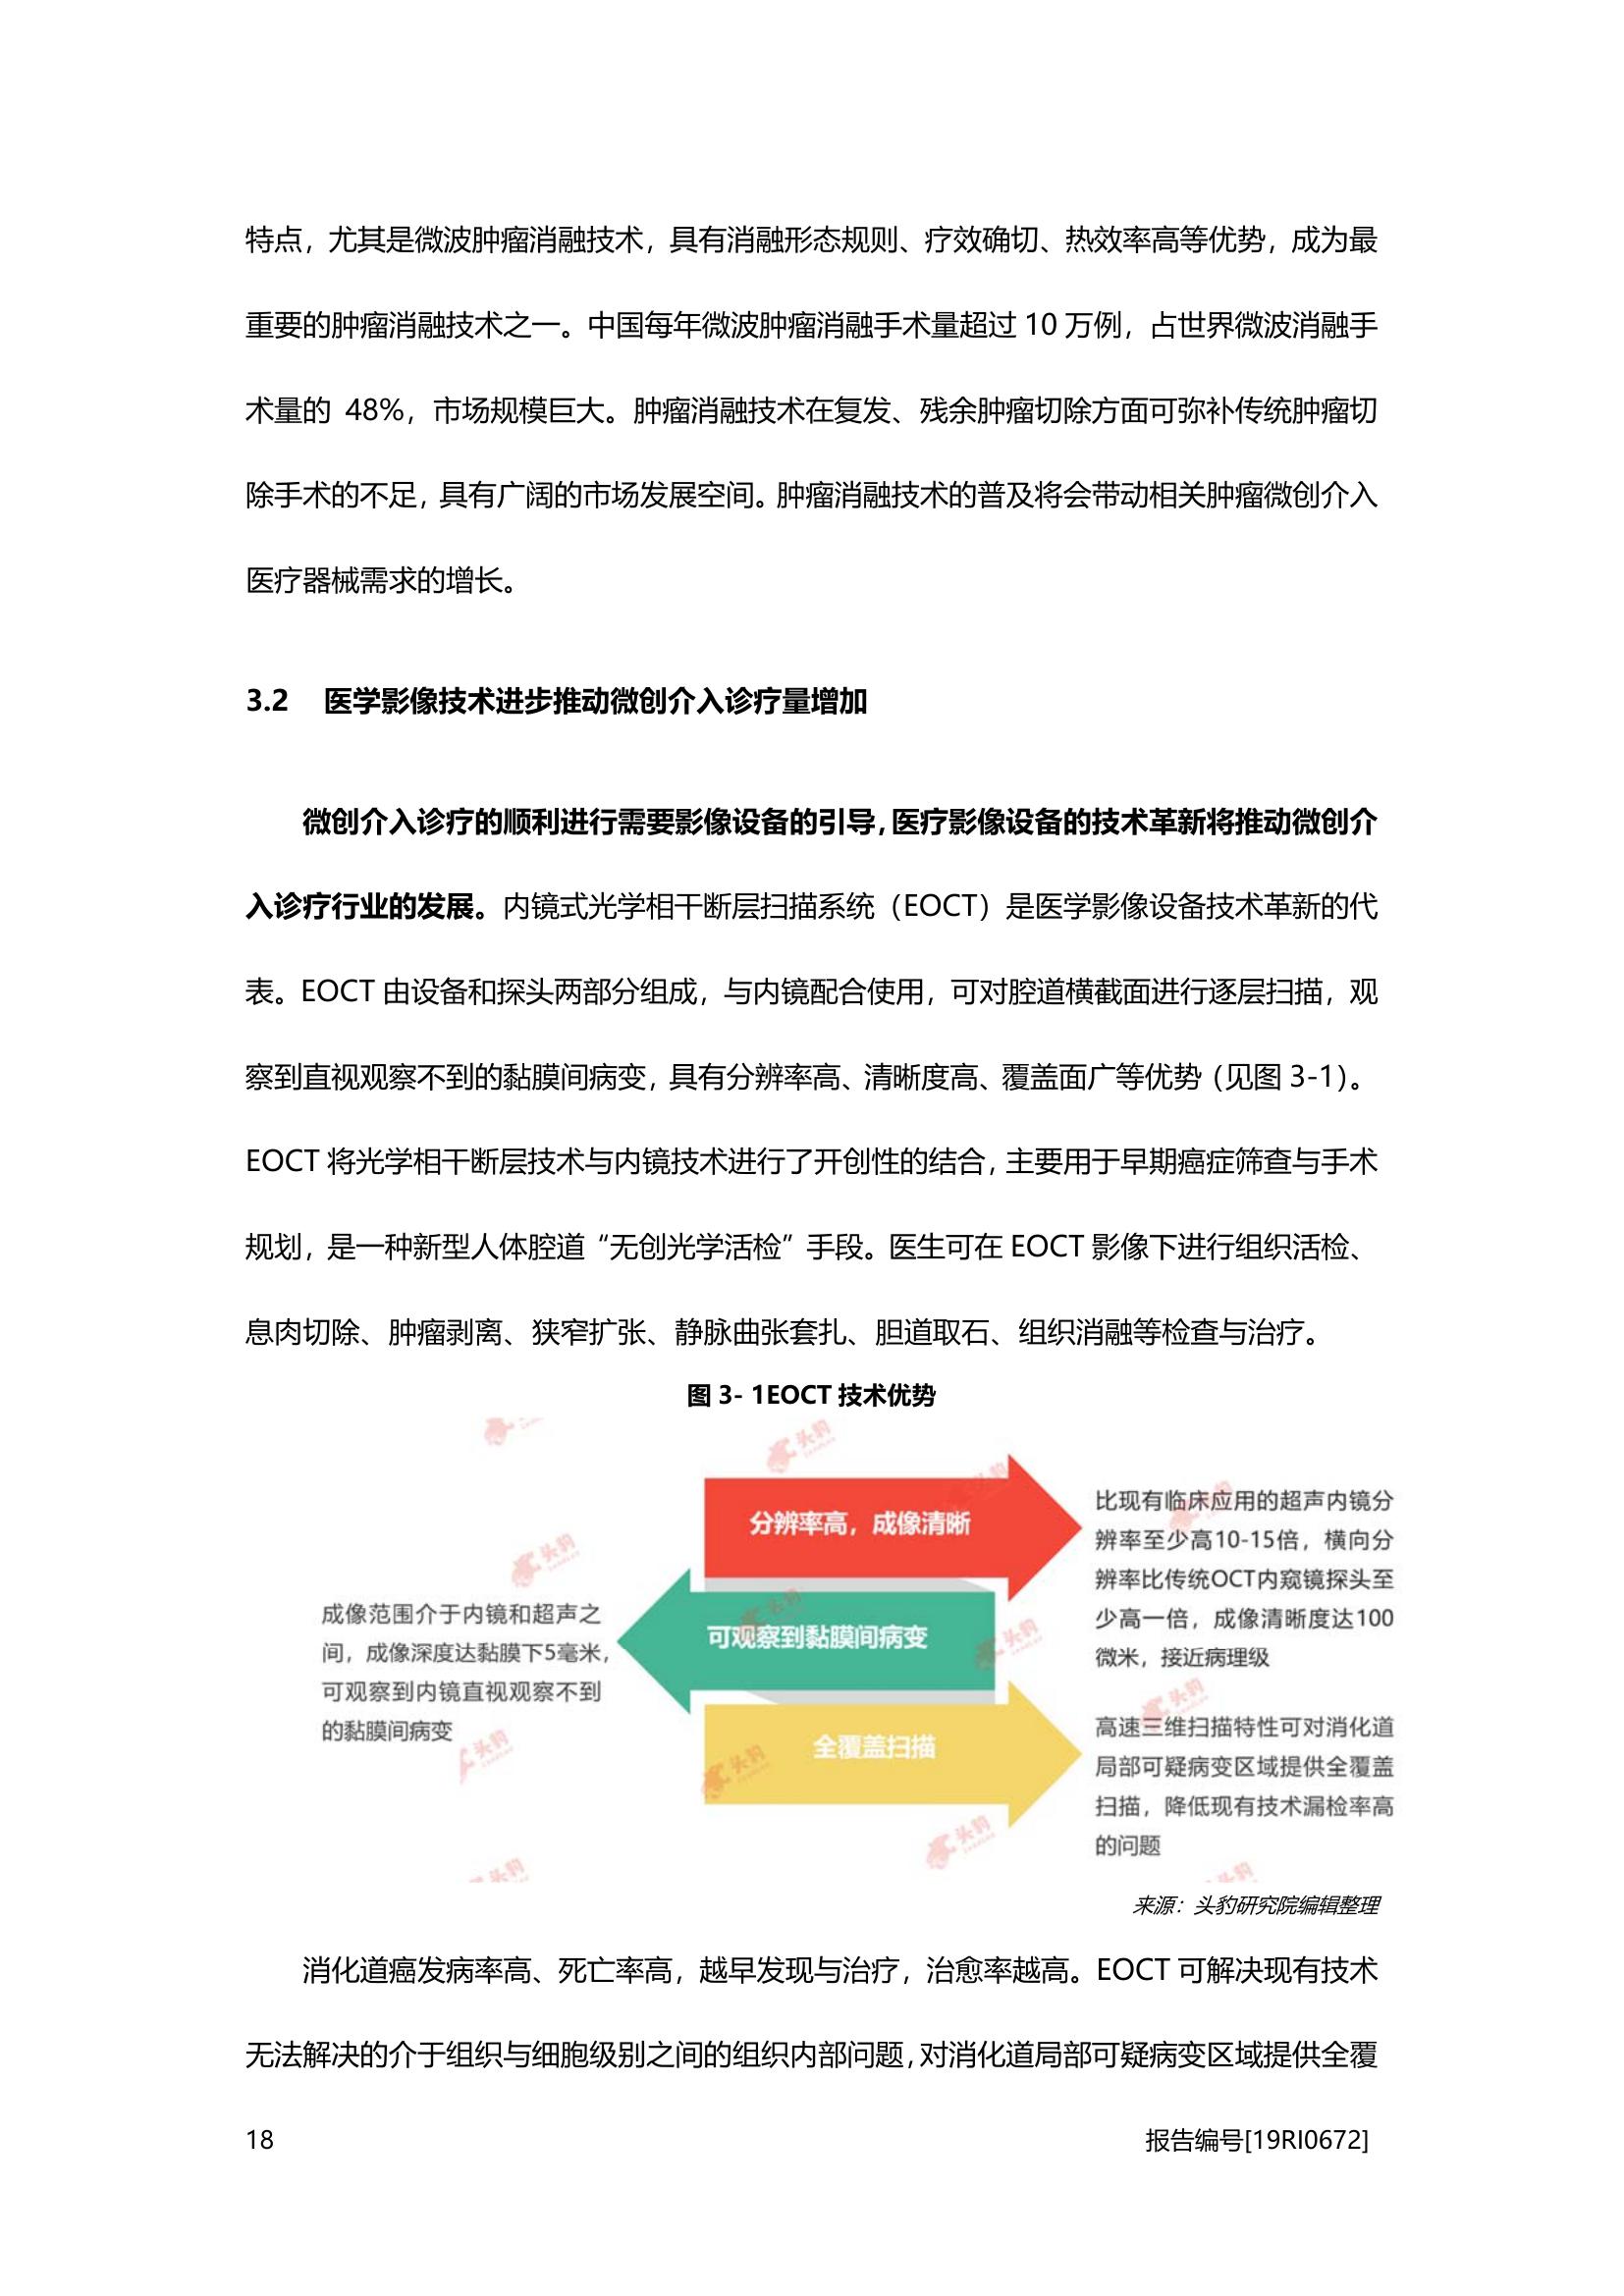 特点，尤其是微波肿瘤消融技术，具有消融形态规则、疗效确切、热效率高等优势，成为最
重要的肿瘤消融技术之一。中国每年微波肿瘤消融手术量超过 10 万例，占世界微波消融手
术量的 48%，市场规模巨大。肿瘤消融技术在复发、残余肿瘤切除方面可弥补传统肿瘤切
除手术的不足，具有广阔的市场发展空间。肿瘤消融技术的普及将会带动相关肿瘤微创介入
医疗器械需求的增长。
3.2 医学影像技术进步推动微创介入诊疗量增加
微创介入诊疗的顺利进行需要影像设备的引导，医疗影像设备的技术革新将推动微创介
入诊疗行业的发展。内镜式光学相干断层扫描系统（EOCT）是医学影像设备技术革新的代
表。EOCT 由设备和探头两部分组成，与内镜配合使用，可对腔道横截面进行逐层扫描，观
察到直视观察不到的黏膜间病变，具有分辨率高、清晰度高、覆盖面广等优势（见图 3-1）。
EOCT 将光学相干断层技术与内镜技术进行了开创性的结合，主要用于早期癌症筛查与手术
规划，是一种新型人体腔道“无创光学活检”手段。医生可在 EOCT 影像下进行组织活检、
息肉切除、肿瘤剥离、狭窄扩张、静脉曲张套扎、胆道取石、组织消融等检查与治疗。
图 3- 1EOCT 技术优势
分辨率高，成像清晰
比现有临床应用的超声内镜分
辨率至少高10-15倍，横向分
辨率比传统OCT内窥镜探头至
少高一倍，成像清晰度达100
微米，接近病理级
可观察到黏膜间病变
成像范围介于内镜和超声之
间，成像深度达黏膜下5毫米，
可观察到内镜直视观察不到
的黏膜间病变
全覆盖扫描
高速三维扫描特性可对消化道
局部可疑病变区域提供全覆盖
扫描，降低现有技术漏检率高
的问题
来源：头豹研究院编辑整理
消化道癌发病率高、死亡率高，越早发现与治疗，治愈率越高。EOCT 可解决现有技术
无法解决的介于组织与细胞级别之间的组织内部问题，对消化道局部可疑病变区域提供全覆
18
报告编号[19RI0672]